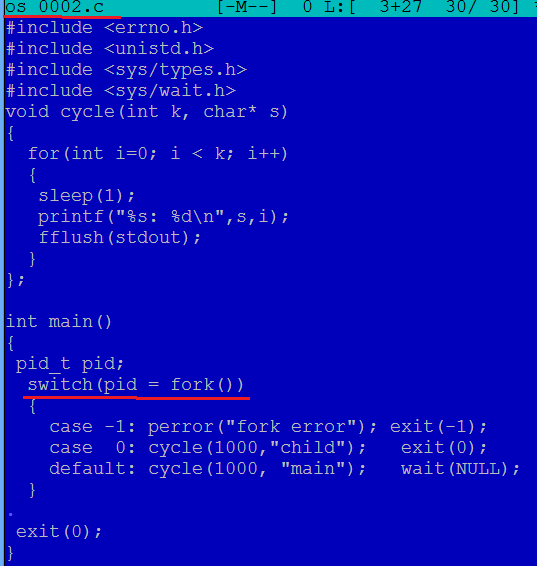 os 0002.c [-M--] 0 L:[ 3+27 30/ 30]
#include <errno.h>
#include <unistd.h>
#include <sys/types.h>
#include <sys/wait.h>
void cycle(int k, char* s)
{
for(int i=0; i < k; i++)
{
sleep(1);
printf("%s: %d\n",s,i);
fflush(stdout);
}
};
int main()
{
pid_t pid;
switch(pid = fork())
{
case -1: perror("fork error"); exit(-1);
case 0: cycle(1000,"child"); exit(0);
default: cycle(1000, "main"); wait(NULL);
}
.
exit(0);
}